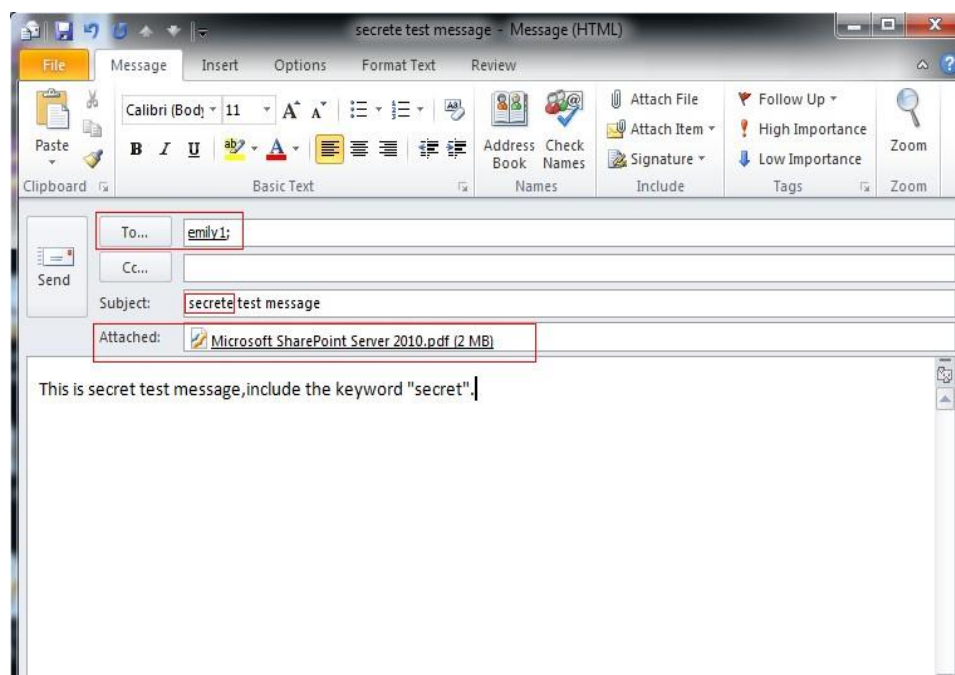 secrete test message - Message (HTML)
File Message Insert Options Format Text Review
Calibri (Body 11 Attach File Follow Up
Attach Item High Importance
Paste B I U Address Book Check Names Signature Low Importance Zoom
Clipboard Basic Text Names Include Tags Zoom
To... emily1;
Cc...
Send
Subject: secrete test message
Attached: Microsoft SharePoint Server 2010.pdf (2 MB)
This is secret test message,include the keyword "secret".